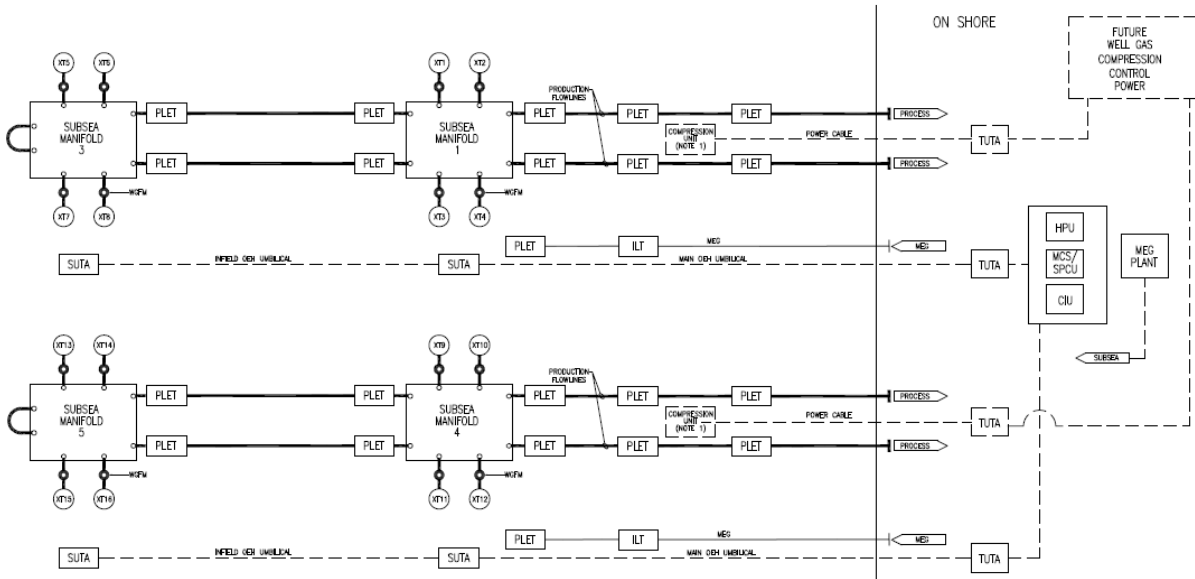 ON SHORE
FUTURE
WELL GAS
COMPRESSION
CONTROL
POWER
XT5
XT6
XT1
XT2
PRODUCTION
FLOWLINES
PLET
PLET
PLET
PLET
PLET
PROCESS
SUBSEA
MANIFOLD
3
SUBSEA
MANIFOLD
1
COMPRESSION
UNIT
(NOTE 1)
POWER CABLE
TUTA
PLET
PLET
PLET
PLET
PLET
PROCESS
WGFM
XT7
XT8
XT3
XT4
HPU
MCS/
SPCU
CIU
MEG
PLANT
PLET
ILT
MEG
MEG
SUTA
INFIELD OEH UMBILICAL
SUTA
MAIN OEH UMBILICAL
TUTA
XT13
XT14
XT9
XT10
SUBSEA
PRODUCTION
FLOWLINES
PLET
PLET
PLET
PLET
PLET
PROCESS
SUBSEA
MANIFOLD
5
SUBSEA
MANIFOLD
4
COMPRESSION
UNIT
(NOTE 1)
POWER CABLE
TUTA
PLET
PLET
PLET
PLET
PLET
PROCESS
WGFM
XT15
XT16
XT11
XT12
PLET
ILT
MEG
MEG
SUTA
INFIELD OEH UMBILICAL
SUTA
MAIN OEH UMBILICAL
TUTA